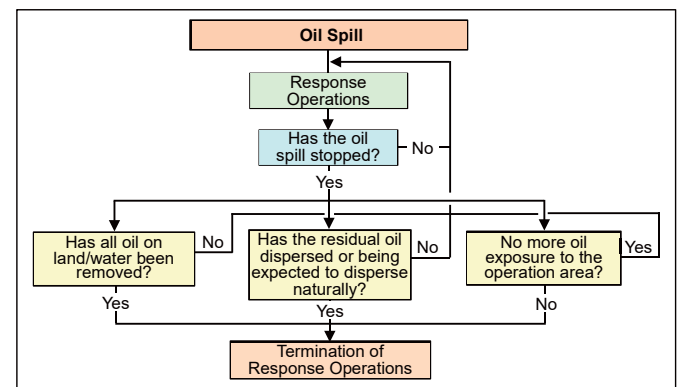 Oil Spill
Response
Operations
Has the oil
spill stopped?
No
Yes
Has all oil on
land/water been
removed?
No
Has the residual oil
dispersed or being
expected to disperse
naturally?
No
No more oil
exposure to the
operation area?
Yes
Yes
Yes
No
Termination of
Response Operations